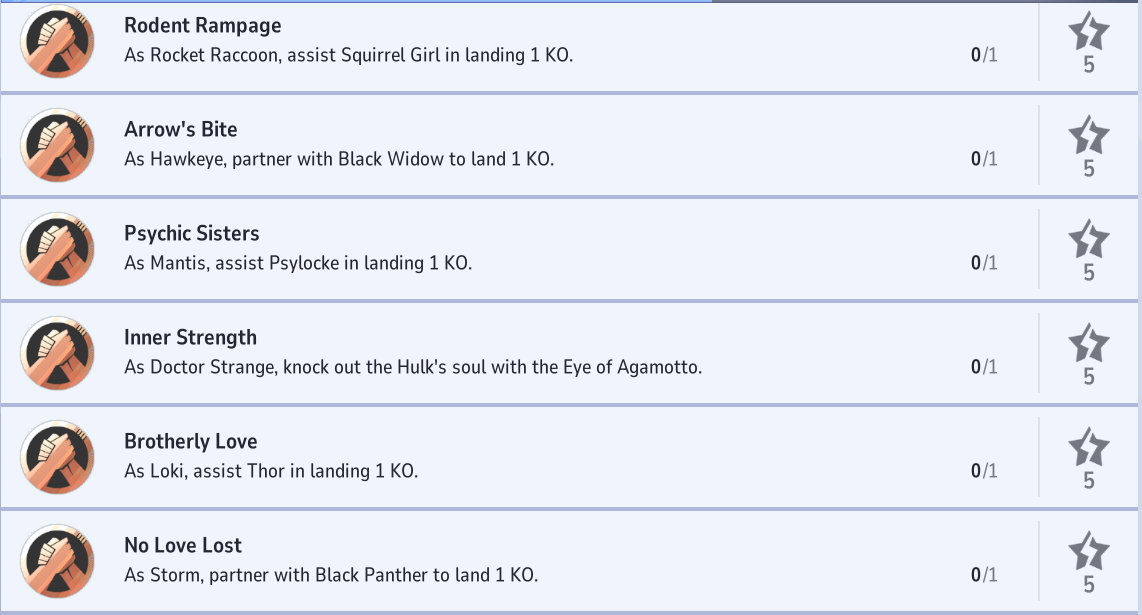 Rodent Rampage
As Rocket Raccoon, assist Squirrel Girl in landing 1 KO.
0/1
5
Arrow's Bite
As Hawkeye, partner with Black Widow to land 1 KO.
0/1
5
Psychic Sisters
As Mantis, assist Psylocke in landing 1 KO.
0/1
5
Inner Strength
As Doctor Strange, knock out the Hulk's soul with the Eye of Agamotto.
0/1
5
Brotherly Love
As Loki, assist Thor in landing 1 KO.
0/1
5
No Love Lost
As Storm, partner with Black Panther to land 1 KO.
0/1
5